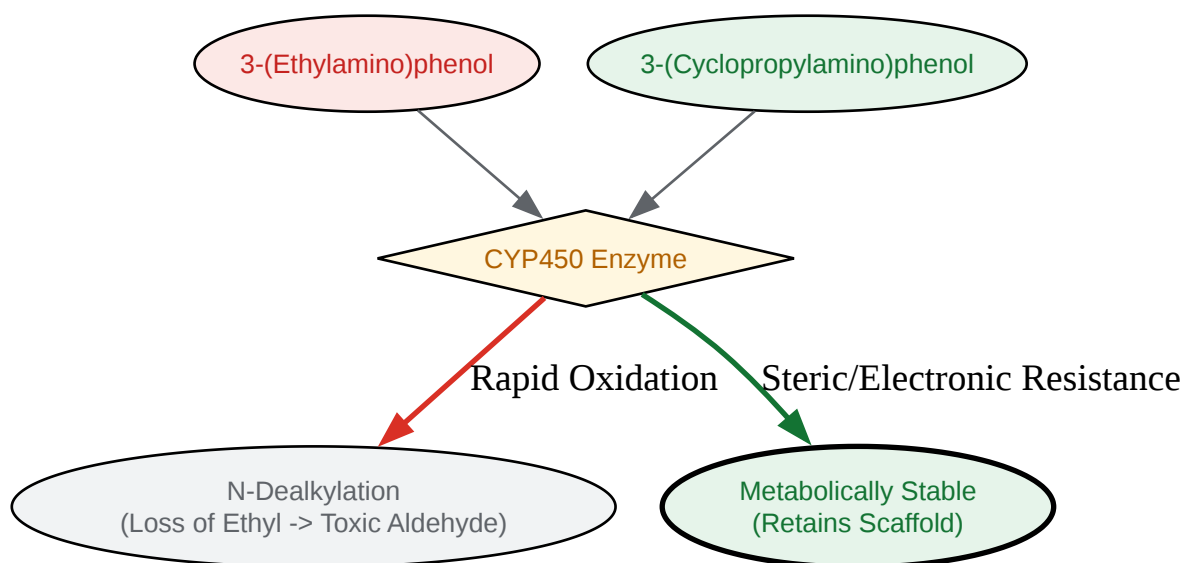 3-(Ethylamino)phenol
3-(Cyclopropylamino)phenol
CYP450 Enzyme
Rapid Oxidation
Steric/Electronic Resistance
N-Dealkylation
(Loss of Ethyl -> Toxic Aldehyde)
Metabolically Stable
(Retains Scaffold)